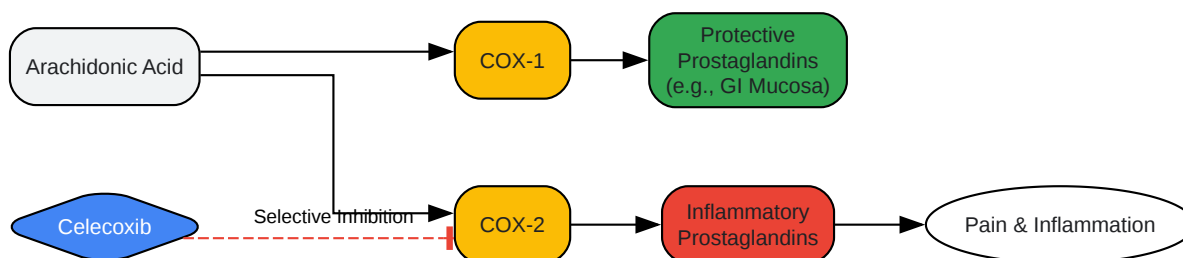 Arachidonic Acid
COX-1
Protective
Prostaglandins
(e.g., GI Mucosa)
Celecoxib
Selective Inhibition
COX-2
Inflammatory
Prostaglandins
Pain & Inflammation